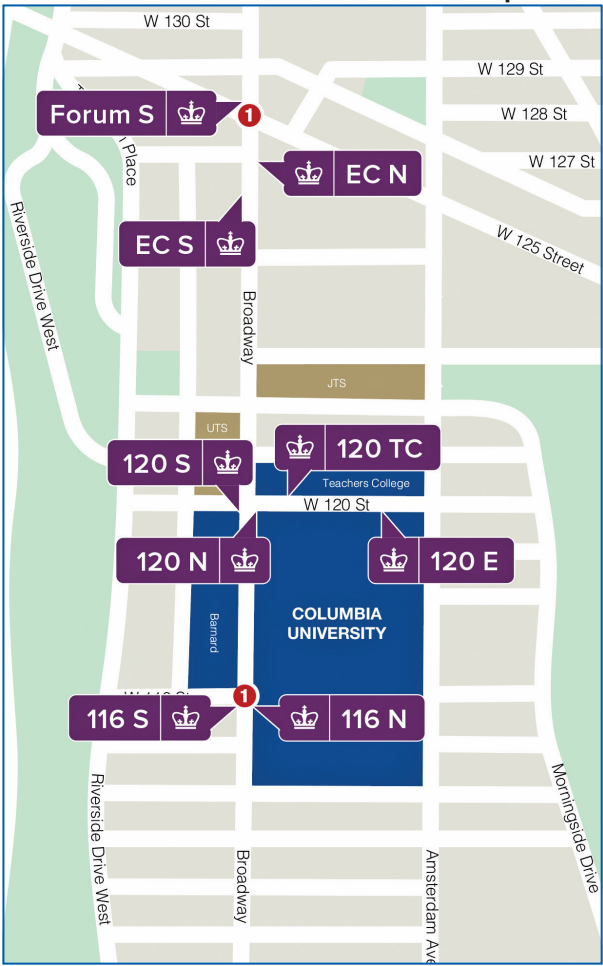 W 130 St
W 129 St
Forum S
1
W 128 St
Place
W 127 St
EC N
Riverside Drive West
EC S
W 125 Street
Broadway
JTS
UTS
120 S
120 TC
Teachers College
W 120 St
120 N
120 E
Barnard
COLUMBIA
UNIVERSITY
1
116 S
116 N
Riverside Drive West
Broadway
Amsterdam Ave
Morningside Drive